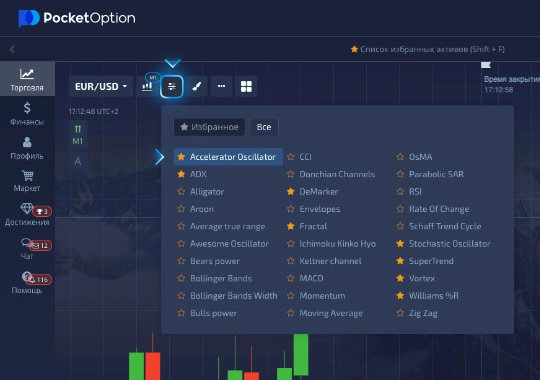 PocketOption
Список избранных активов (Shift + F)
Торговля
Финансы
Профиль
Маркет
Достижения
3
Чат
12
Помощь
116
EUR/USD
M1
Время закрыти
17:12:58
17:12:48 UTC+2
M1
A
Избранное
Все
Accelerator Oscillator
ADX
Alligator
Aroon
Average true range
Awesome Oscillator
Bears power
Bollinger Bands
Bollinger Bands Width
Bulls power
CCI
Donchian Channels
DeMarker
Envelopes
Fractal
Ichimoku Kinko Hyo
Keltner channel
MACD
Momentum
Moving Average
OsMA
Parabolic SAR
RSI
Rate Of Change
Schaff Trend Cycle
Stochastic Oscillator
SuperTrend
Vortex
Williams %R
Zig Zag